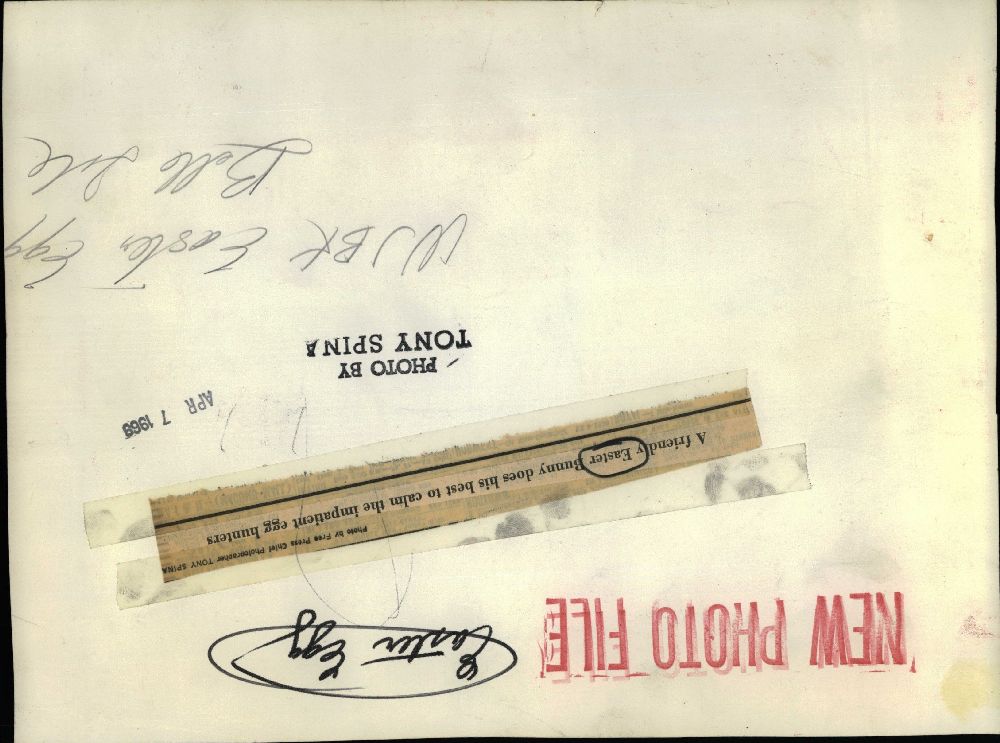 NEW PHOTO FILE
Easter Egg
Photo by Free Press Chief Photographer TONY SPINA
A friendly Easter Bunny does his best to calm the impatient egg hunters
APR 7 1969
PHOTO BY
TONY SPINA
WJBK Easter Egg
Belle Isle